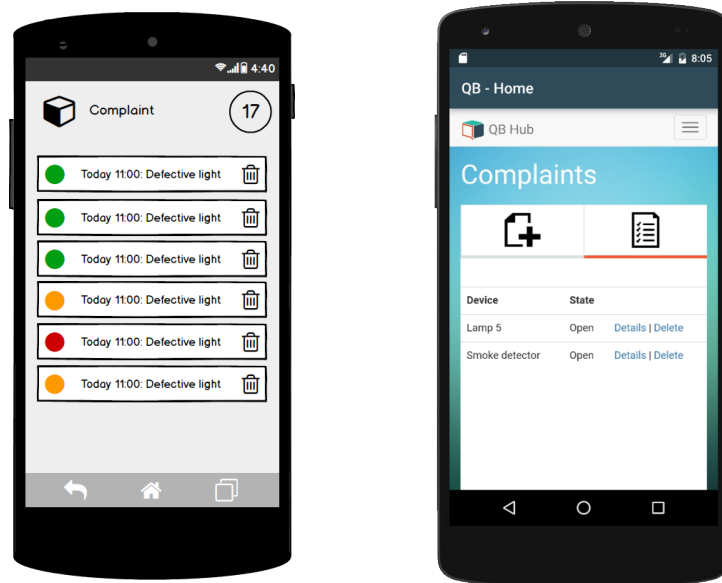 4:40
Complaint
17
Today 11:00: Defective light
Today 11:00: Defective light
Today 11:00: Defective light
Today 11:00: Defective light
Today 11:00: Defective light
Today 11:00: Defective light
3G 8:05
QB - Home
QB Hub
Complaints
Device State
Lamp 5 Open Details | Delete
Smoke detector Open Details | Delete